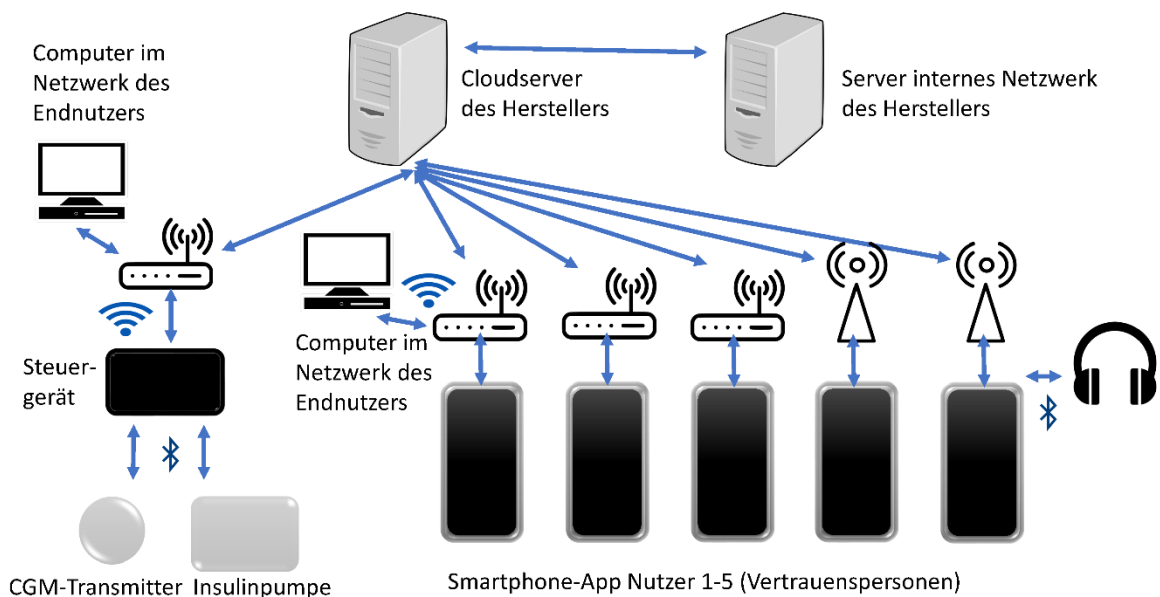 Computer im
Netzwerk des
Endnutzers
Cloudserver
des Herstellers
Server internes Netzwerk
des Herstellers
Computer im
Netzwerk des
Endnutzers
Steuer-
gerät
CGM-Transmitter
Insulinpumpe
Smartphone-App Nutzer 1-5 (Vertrauenspersonen)